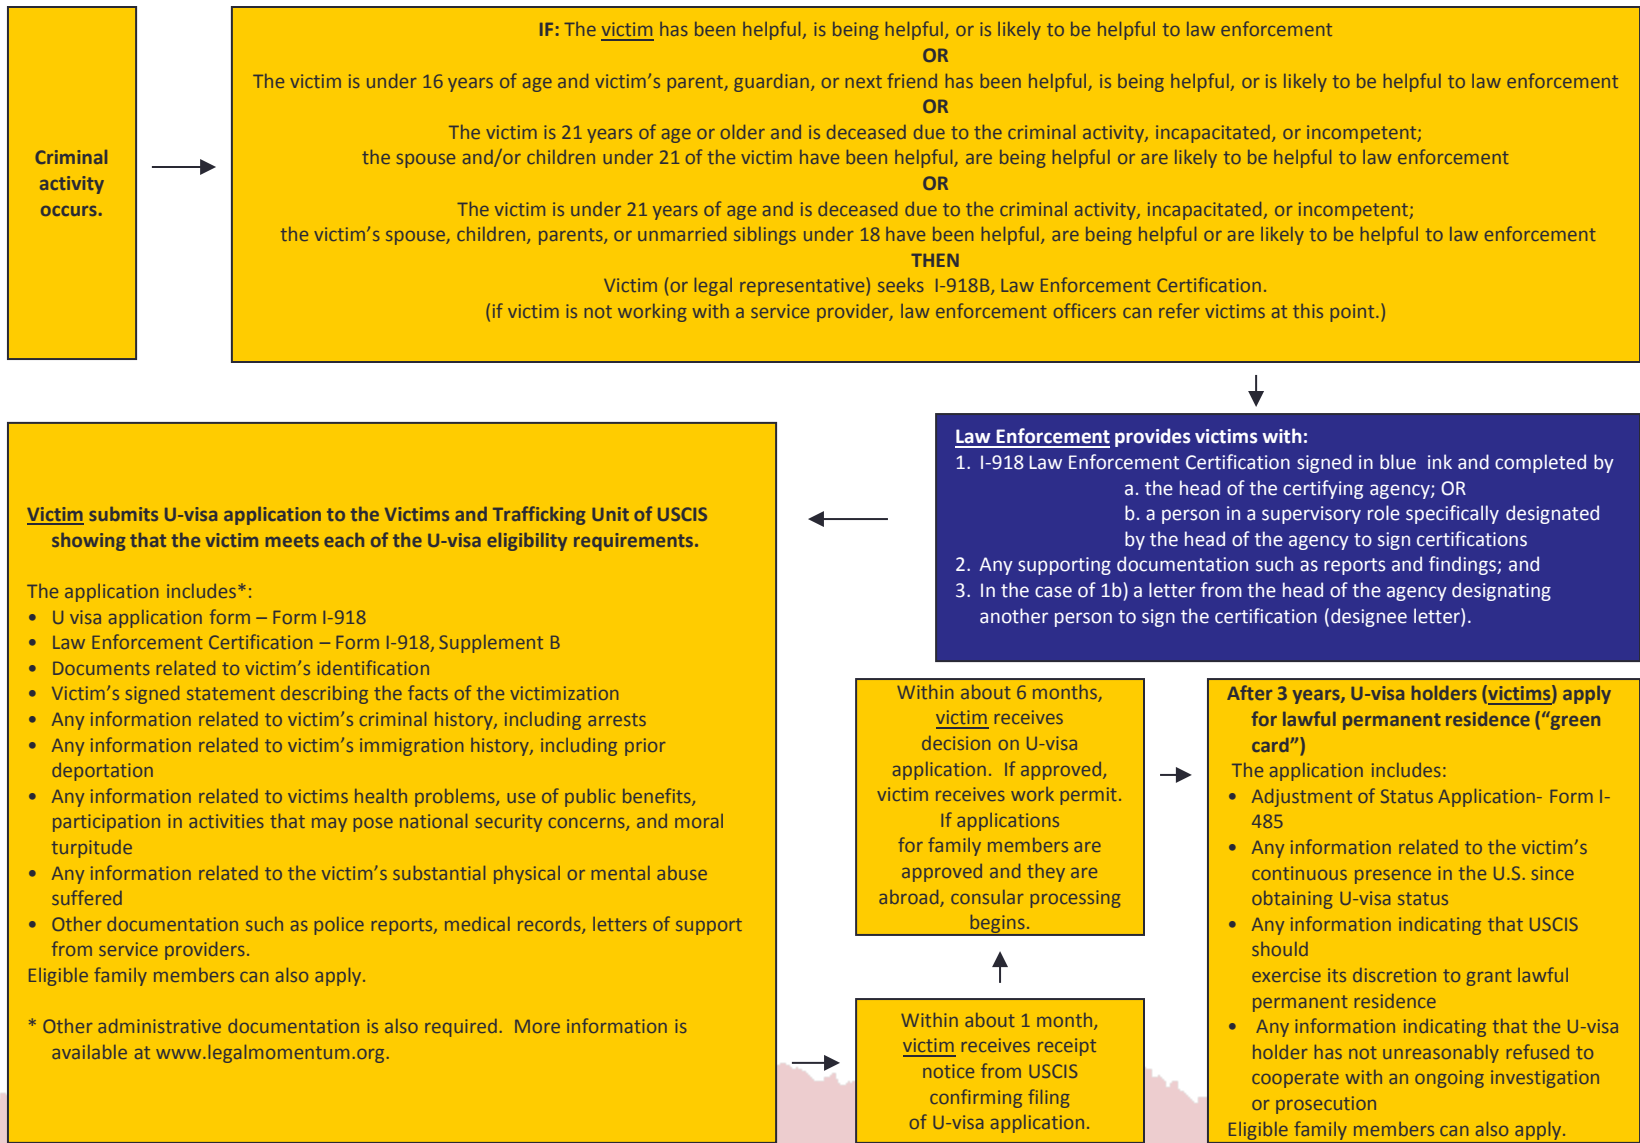 Criminal
activity
occurs.
IF: The victim has been helpful, is being helpful, or is likely to be helpful to law enforcement
OR
The victim is under 16 years of age and victim’s parent, guardian, or next friend has been helpful, is being helpful, or is likely to be helpful to law enforcement
OR
The victim is 21 years of age or older and is deceased due to the criminal activity, incapacitated, or incompetent;
the spouse and/or children under 21 of the victim have been helpful, are being helpful or are likely to be helpful to law enforcement
OR
The victim is under 21 years of age and is deceased due to the criminal activity, incapacitated, or incompetent;
the victim’s spouse, children, parents, or unmarried siblings under 18 have been helpful, are being helpful or are likely to be helpful to law enforcement
THEN
Victim (or legal representative) seeks I-918B, Law Enforcement Certification.
(if victim is not working with a service provider, law enforcement officers can refer victims at this point.)
Law Enforcement provides victims with:
1. I-918 Law Enforcement Certification signed in blue ink and completed by
a. the head of the certifying agency; OR
b. a person in a supervisory role specifically designated
by the head of the agency to sign certifications
2. Any supporting documentation such as reports and findings; and
3. In the case of 1b) a letter from the head of the agency designating
another person to sign the certification (designee letter).
Victim submits U-visa application to the Victims and Trafficking Unit of USCIS
showing that the victim meets each of the U-visa eligibility requirements.
The application includes*:
• U visa application form – Form I-918
• Law Enforcement Certification – Form I-918, Supplement B
• Documents related to victim’s identification
• Victim’s signed statement describing the facts of the victimization
• Any information related to victim’s criminal history, including arrests
• Any information related to victim’s immigration history, including prior
deportation
• Any information related to victims health problems, use of public benefits,
participation in activities that may pose national security concerns, and moral
turpitude
• Any information related to the victim’s substantial physical or mental abuse
suffered
• Other documentation such as police reports, medical records, letters of support
from service providers.
Eligible family members can also apply.
* Other administrative documentation is also required. More information is
available at www.legalmomentum.org.
Within about 1 month,
victim receives receipt
notice from USCIS
confirming filing
of U-visa application.
Within about 6 months,
victim receives
decision on U-visa
application. If approved,
victim receives work permit.
If applications
for family members are
approved and they are
abroad, consular processing
begins.
After 3 years, U-visa holders (victims) apply
for lawful permanent residence (“green
card”)
The application includes:
• Adjustment of Status Application- Form I-
485
• Any information related to the victim’s
continuous presence in the U.S. since
obtaining U-visa status
• Any information indicating that USCIS
should
exercise its discretion to grant lawful
permanent residence
• Any information indicating that the U-visa
holder has not unreasonably refused to
cooperate with an ongoing investigation
or prosecution
Eligible family members can also apply.